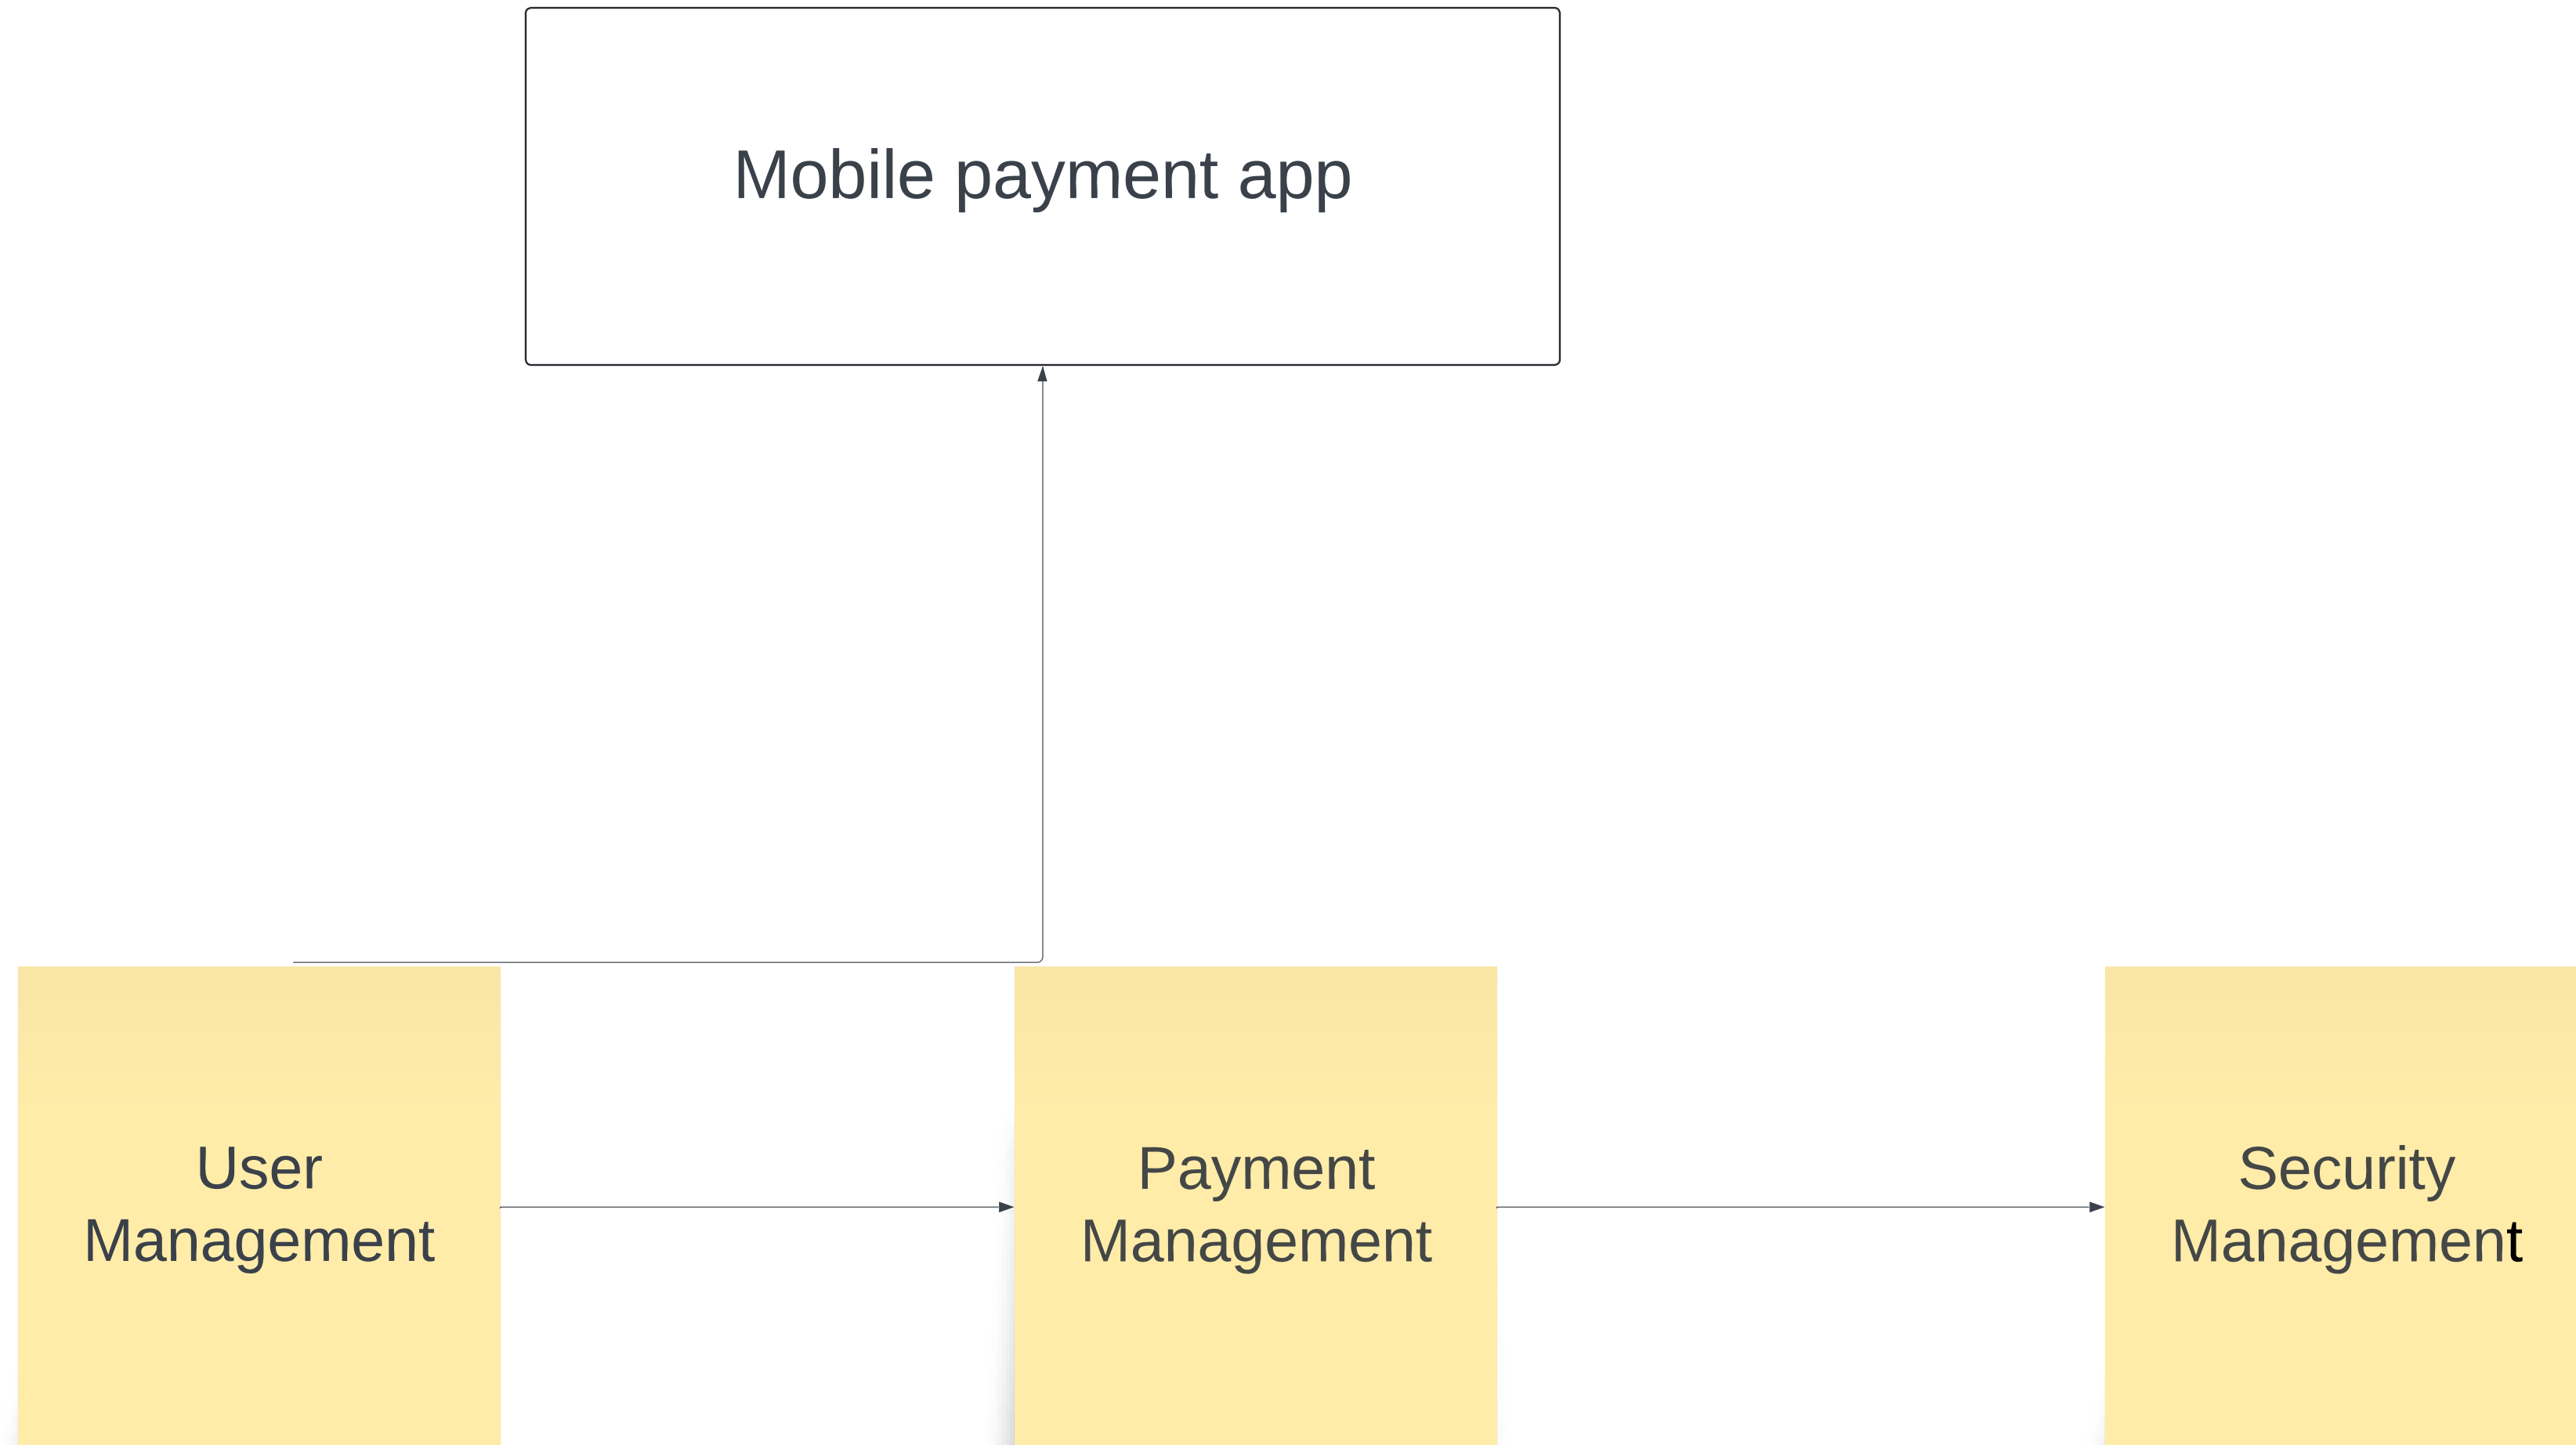 Mobile payment app
User
Management
Payment
Management
Security
Management